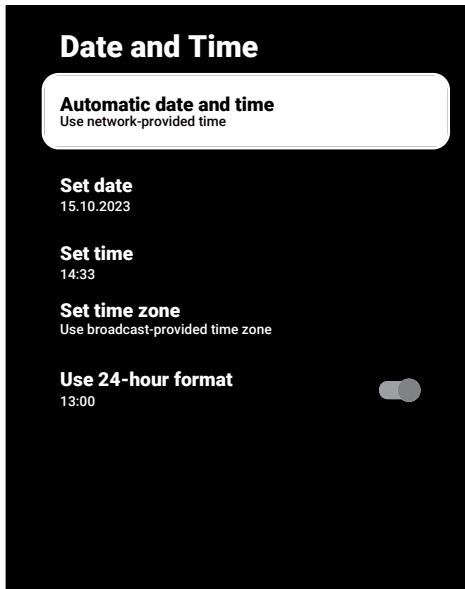 Date and Time
Automatic date and time
Use network-provided time
Set date
15.10.2023
Set time
14:33
Set time zone
Use broadcast-provided time zone
Use 24-hour format
13:00